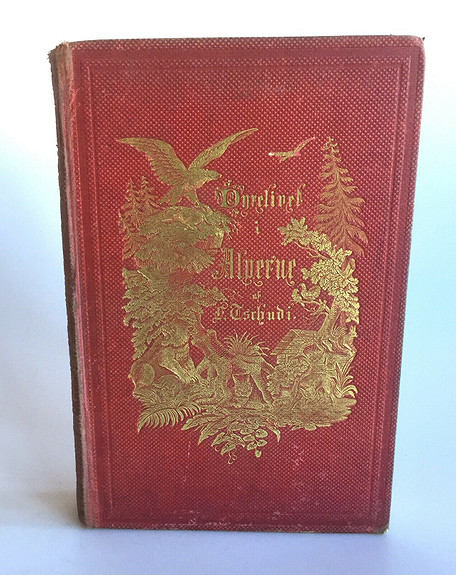 Dyrelivet
i
Alperne
af
F. Tschudi.